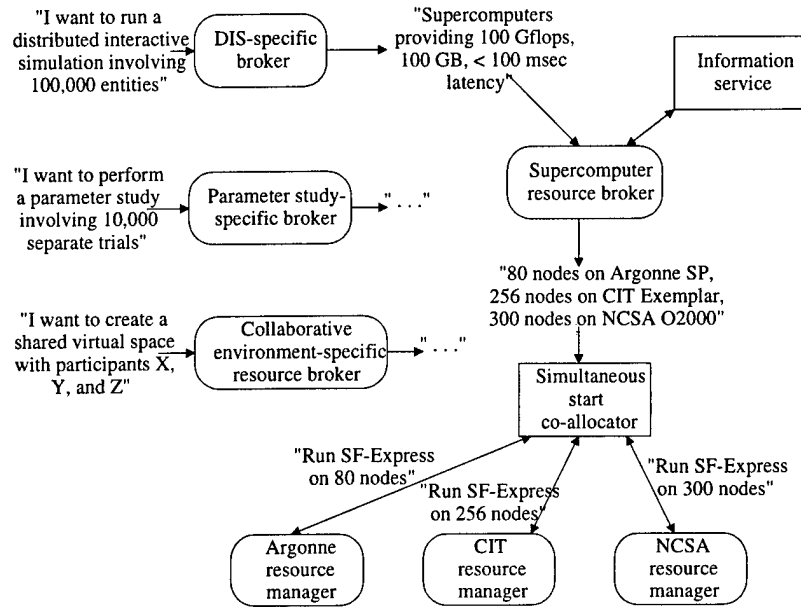 "I want to run a
distributed interactive
simulation involving
100,000 entities"
DIS-specific
broker
"Supercomputers
providing 100 Gflops,
100 GB, < 100 msec
latency"
Information
service
"I want to perform
a parameter study
involving 10,000
separate trials"
Parameter study-
specific broker
" . . . "
Supercomputer
resource broker
"80 nodes on Argonne SP,
256 nodes on CIT Exemplar,
300 nodes on NCSA O2000"
"I want to create a
shared virtual space
with participants X,
Y, and Z"
Collaborative
environment-specific
resource broker
" . . . "
Simultaneous
start
co-allocator
"Run SF-Express
on 80 nodes"
"Run SF-Express
on 256 nodes"
"Run SF-Express
on 300 nodes"
Argonne
resource
manager
CIT
resource
manager
NCSA
resource
manager